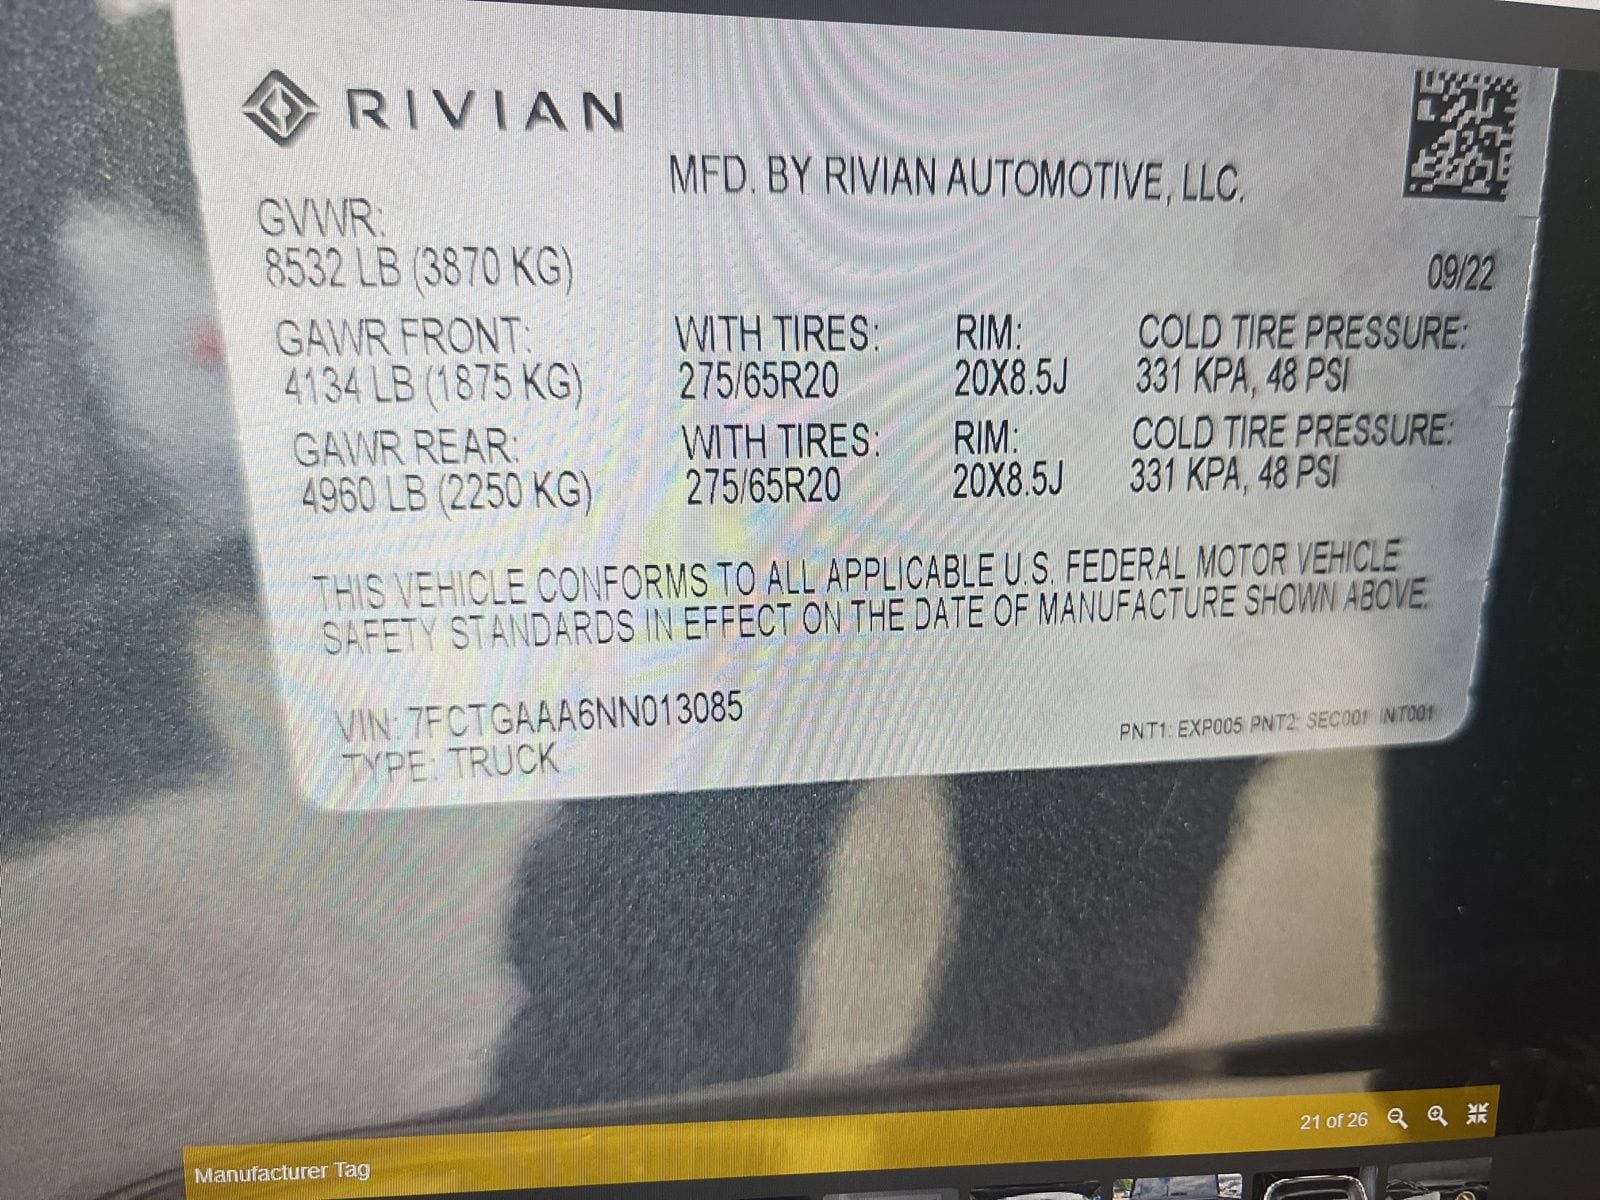 RIVIAN
MFD. BY RIVIAN AUTOMOTIVE, LLC.
GVWR:
8532 LB (3870 KG)
09/22
GAWR FRONT: WITH TIRES: RIM: COLD TIRE PRESSURE:
4134 LB (1875 KG) 275/65R20 20X8.5J 331 KPA, 48 PSI
GAWR REAR: WITH TIRES: RIM: COLD TIRE PRESSURE:
4960 LB (2250 KG) 275/65R20 20X8.5J 331 KPA, 48 PSI
THIS VEHICLE CONFORMS TO ALL APPLICABLE U.S. FEDERAL MOTOR VEHICLE
SAFETY STANDARDS IN EFFECT ON THE DATE OF MANUFACTURE SHOWN ABOVE.
VIN: 7FCTGAAA6NN013085
TYPE: TRUCK
PNT1: EXP005 PNT2: SEC001 INT001
21 of 26
Manufacturer Tag